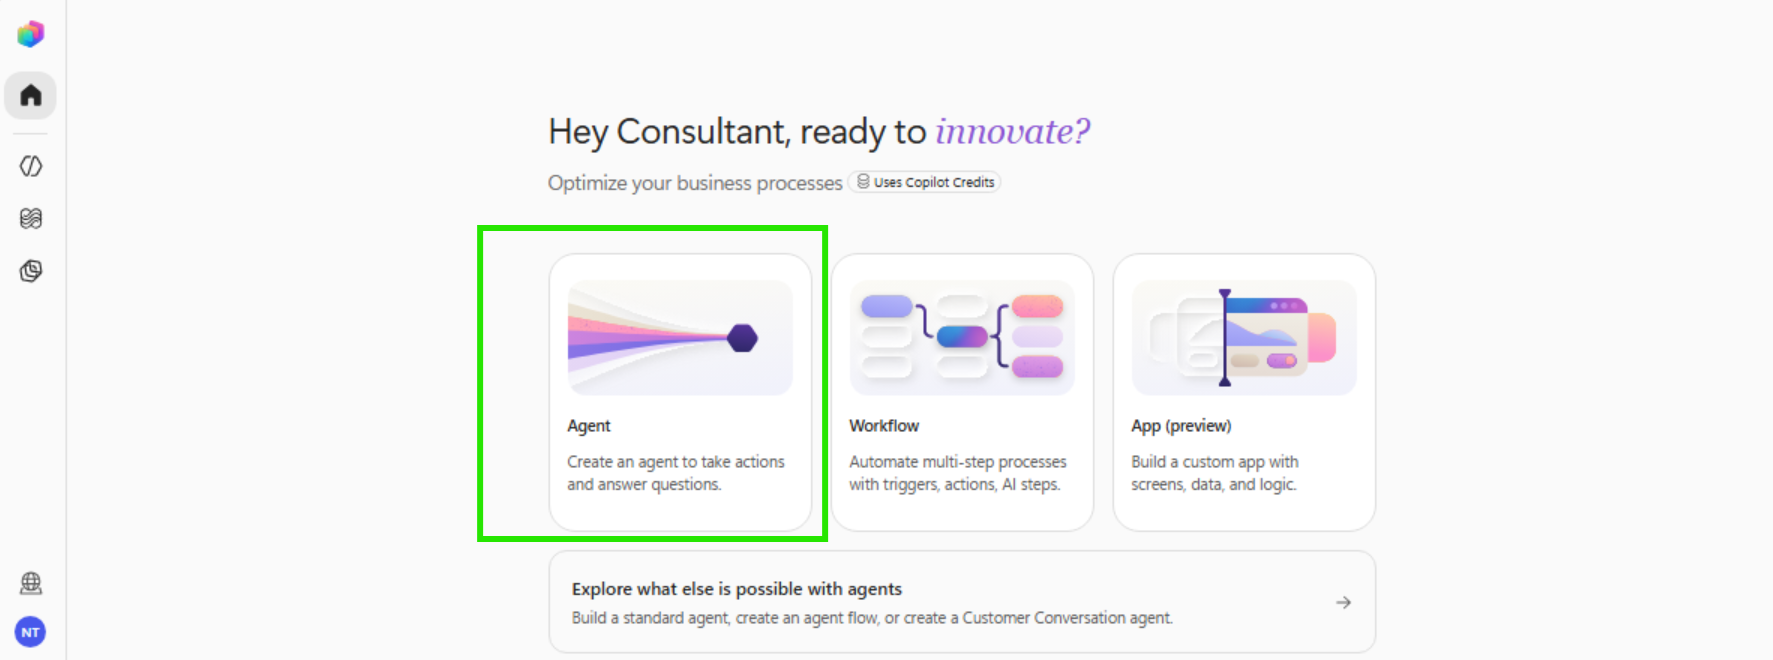 Hey Consultant, ready to innovate?
Optimize your business processes
Uses Copilot Credits
Agent
Create an agent to take actions
and answer questions.
Workflow
Automate multi-step processes
with triggers, actions, AI steps.
App (preview)
Build a custom app with
screens, data, and logic.
Explore what else is possible with agents
Build a standard agent, create an agent flow, or create a Customer Conversation agent.
NT